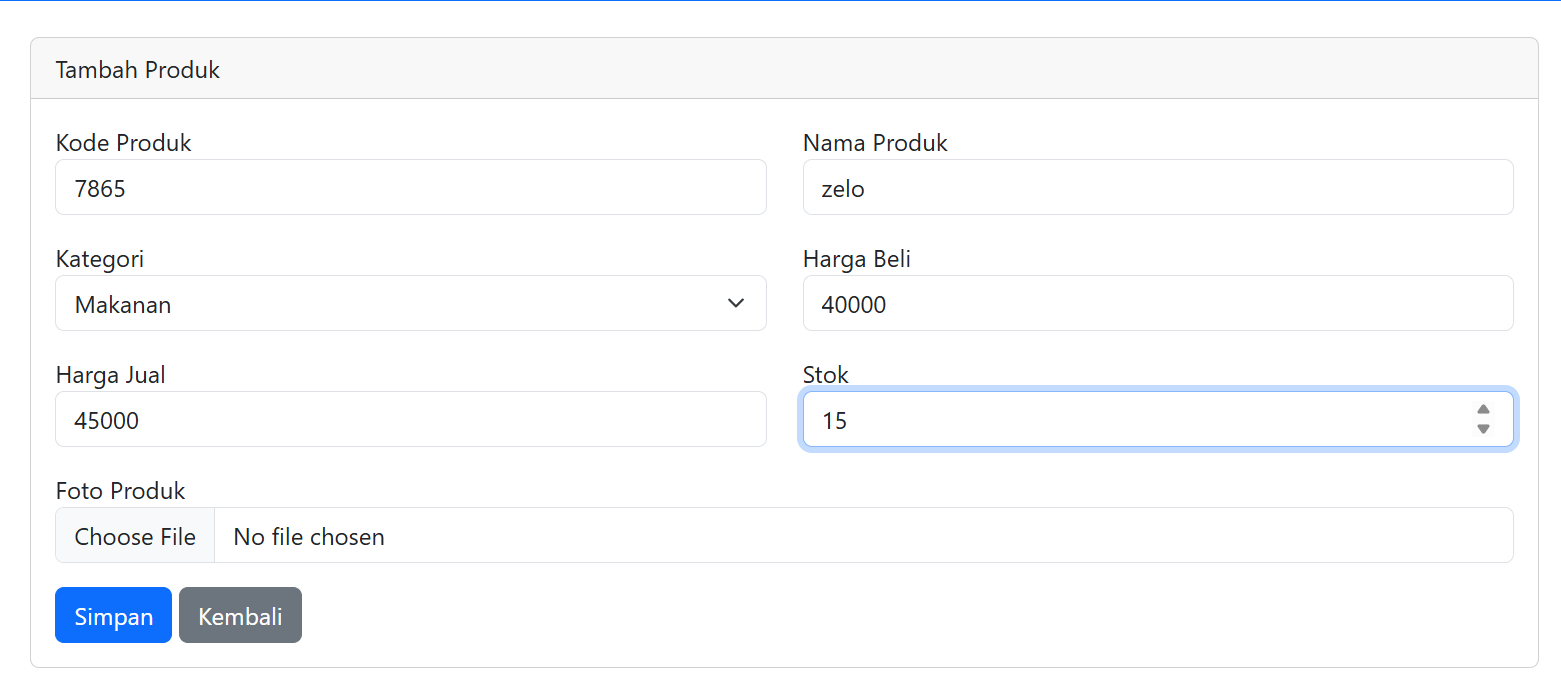 Tambah Produk
Kode Produk
7865
Nama Produk
zelo
Kategori
Makanan
Harga Beli
40000
Harga Jual
45000
Stok
15
Foto Produk
Choose File No file chosen
Simpan Kembali